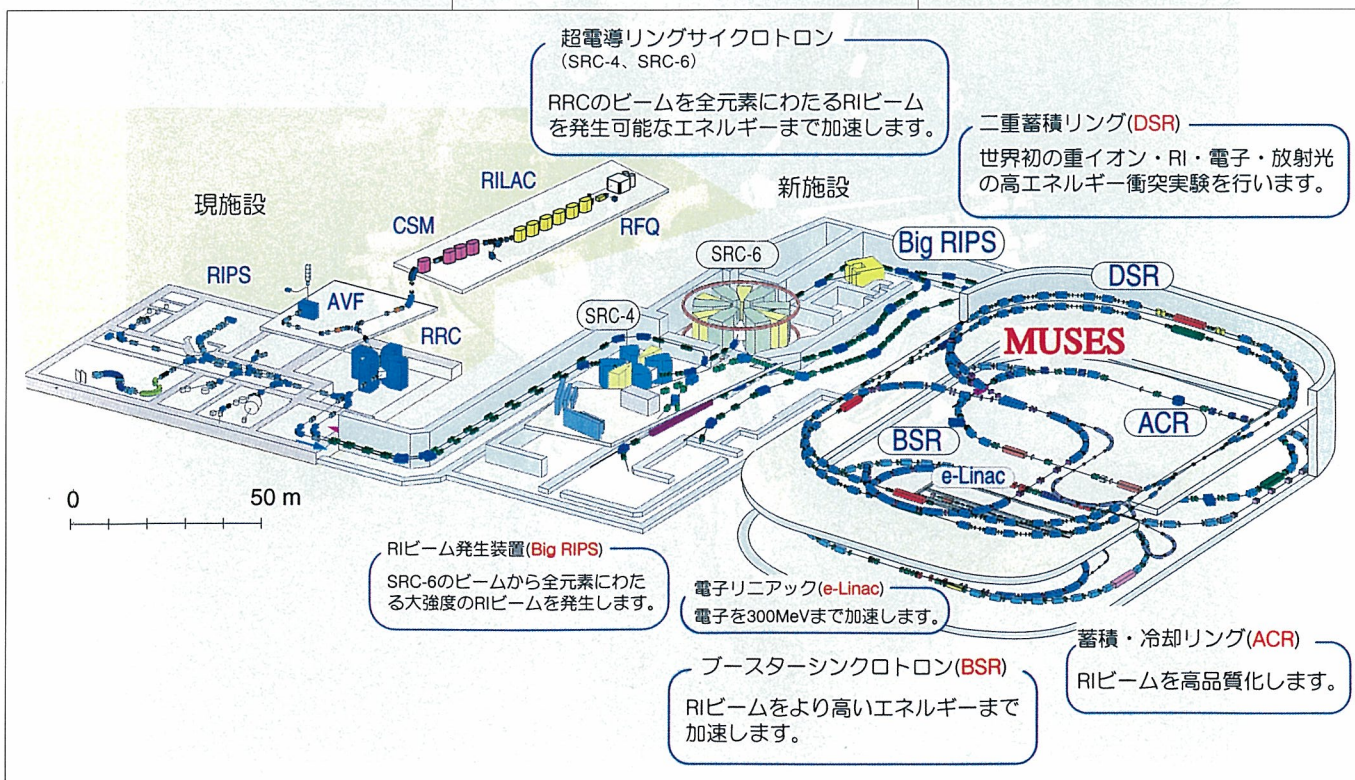 超電導リングサイクロトロン
(SRC-4、SRC-6)
RRCのビームを全元素にわたるRIビーム
を発生可能なエネルギーまで加速します。
二重蓄積リング(DSR)
世界初の重イオン・RI・電子・放射光
の高エネルギー衝突実験を行います。
現施設
新施設
RILAC
CSM
RFQ
RIPS
AVF
RRC
SRC-4
SRC-6
Big RIPS
DSR
MUSES
ACR
BSR
e-Linac
0
50 m
RIビーム発生装置(Big RIPS)
SRC-6のビームから全元素にわた
る大強度のRIビームを発生します。
電子リニアック(e-Linac)
電子を300MeVまで加速します。
ブースターシンクロトロン(BSR)
RIビームをより高いエネルギーまで
加速します。
蓄積・冷却リング(ACR)
RIビームを高品質化します。